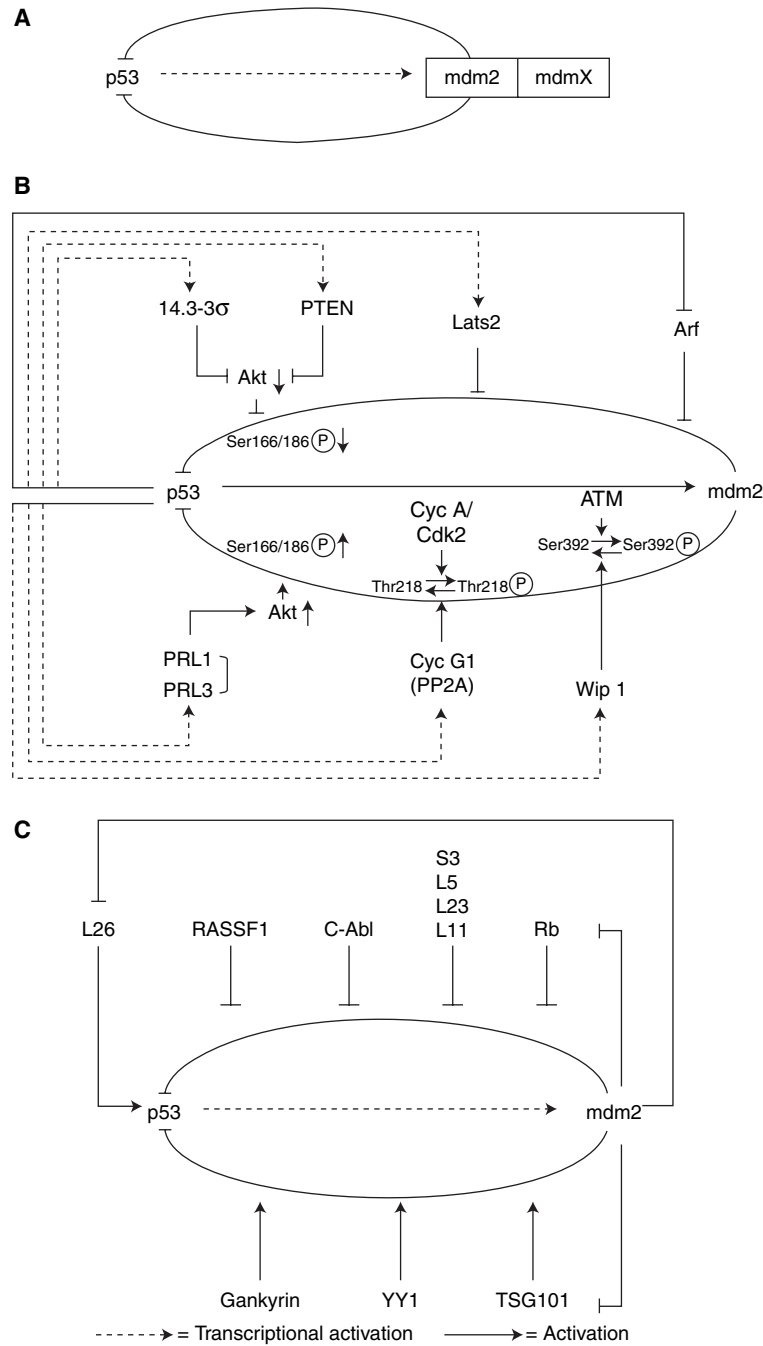 A
p53
mdm2
mdmX
B
14.3-3σ
PTEN
Lats2
Arf
Akt
Ser166/186 P
p53
mdm2
Cyc A/
Cdk2
ATM
Ser166/186 P
Ser392
Ser392 P
Thr218
Thr218 P
Akt
PRL1
PRL3
Cyc G1
(PP2A)
Wip 1
C
S3
L5
L23
L11
L26
RASSF1
C-Abl
Rb
p53
mdm2
Gankyrin
YY1
TSG101
= Transcriptional activation
= Activation